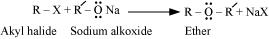 R – X + R´– Ö Na → R – Ö – R´ + NaX
Akyl halide Sodium alkoxide Ether